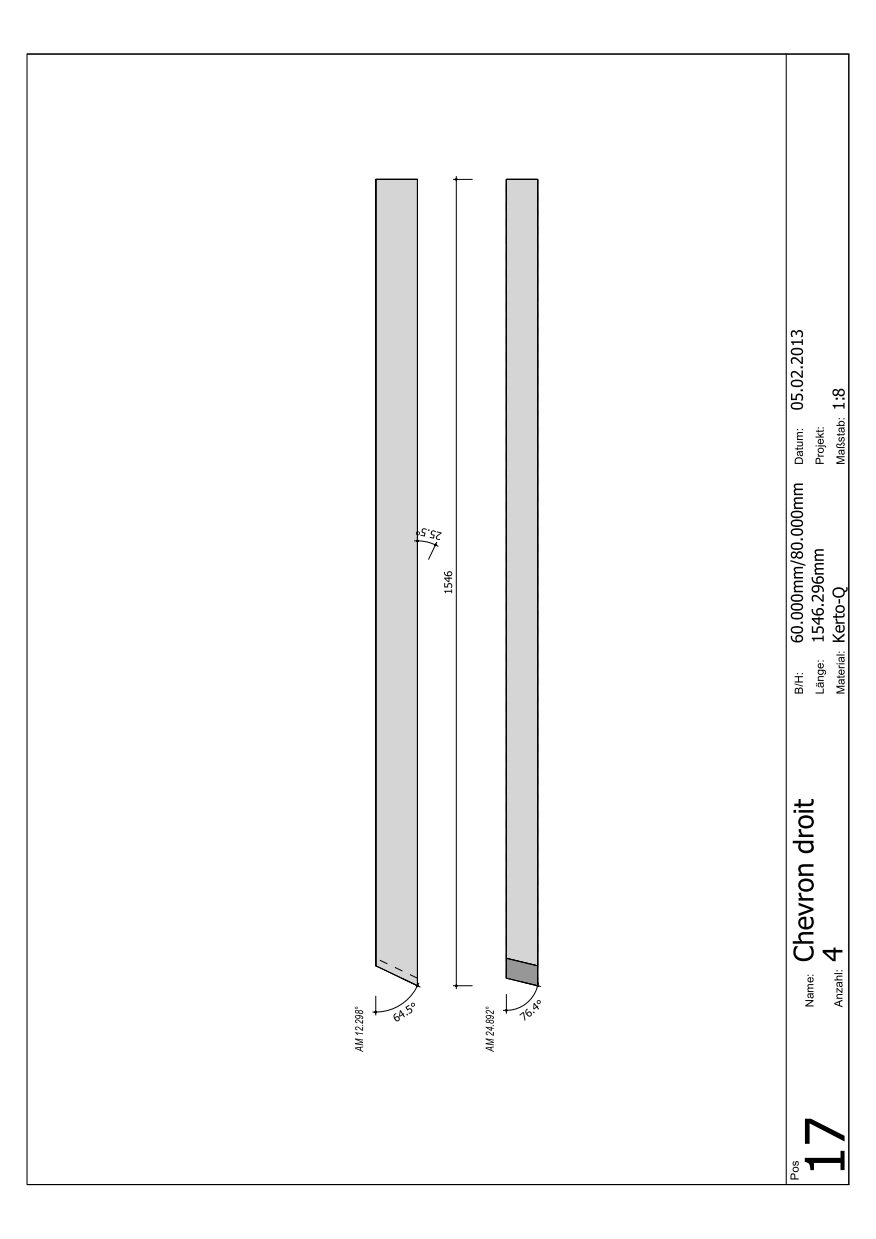 AM 12.298°
64.5°
25.5°
1546
AM 24.892°
76.4°
Pos
17
Name: Chevron droit
Anzahl: 4
B/H: 60.000mm/80.000mm
Länge: 1546.296mm
Material: Kerto-Q
Datum: 05.02.2013
Projekt:
Maßstab: 1:8